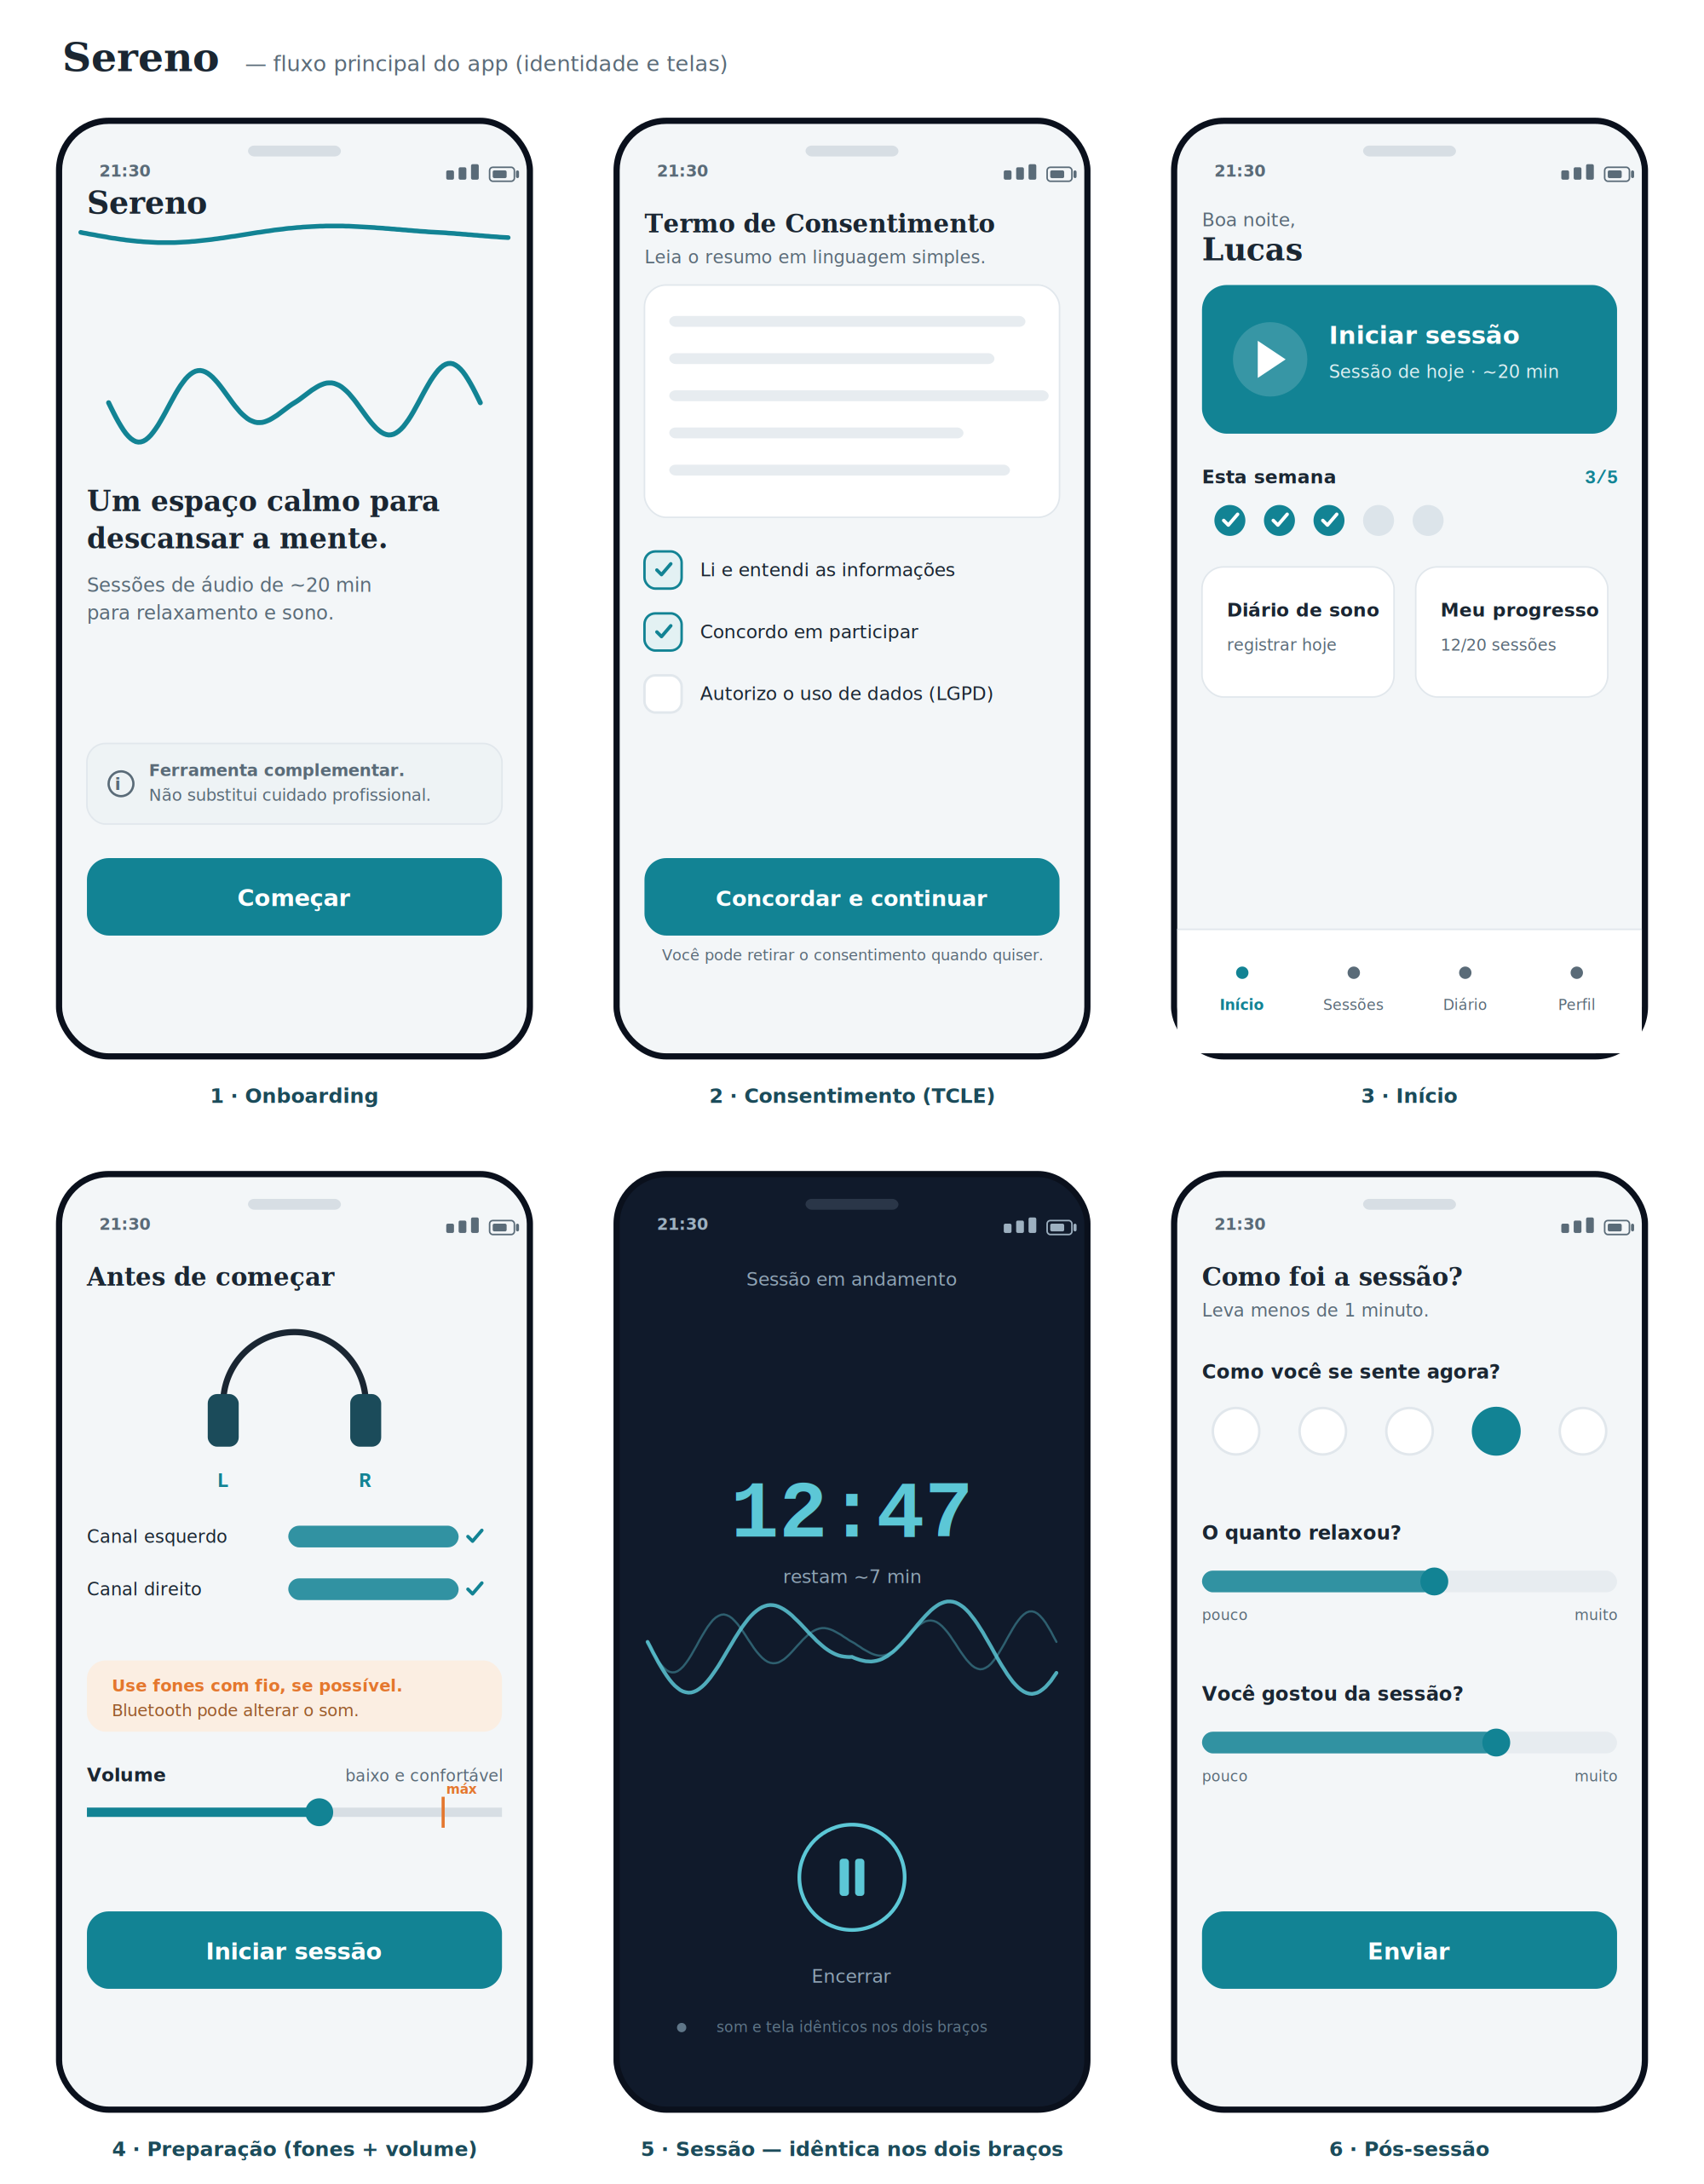 Sereno — fluxo principal do app (identidade e telas)
21:30
Sereno
Um espaço calmo para
descansar a mente.
Sessões de áudio de ~20 min
para relaxamento e sono.
i
Ferramenta complementar.
Não substitui cuidado profissional.
Começar
1 · Onboarding
21:30
Termo de Consentimento
Leia o resumo em linguagem simples.
Li e entendi as informações
Concordo em participar
Autorizo o uso de dados (LGPD)
Concordar e continuar
Você pode retirar o consentimento quando quiser.
2 · Consentimento (TCLE)
21:30
Boa noite,
Lucas
Iniciar sessão
Sessão de hoje · ~20 min
Esta semana 3/5
Diário de sono
registrar hoje
Meu progresso
12/20 sessões
Início Sessões Diário Perfil
3 · Início
21:30
Antes de começar
L R
Canal esquerdo
Canal direito
Use fones com fio, se possível.
Bluetooth pode alterar o som.
Volume baixo e confortável
máx
Iniciar sessão
4 · Preparação (fones + volume)
21:30
Sessão em andamento
12:47
restam ~7 min
Encerrar
som e tela idênticos nos dois braços
5 · Sessão — idêntica nos dois braços
21:30
Como foi a sessão?
Leva menos de 1 minuto.
Como você se sente agora?
O quanto relaxou?
pouco muito
Você gostou da sessão?
pouco muito
Enviar
6 · Pós-sessão